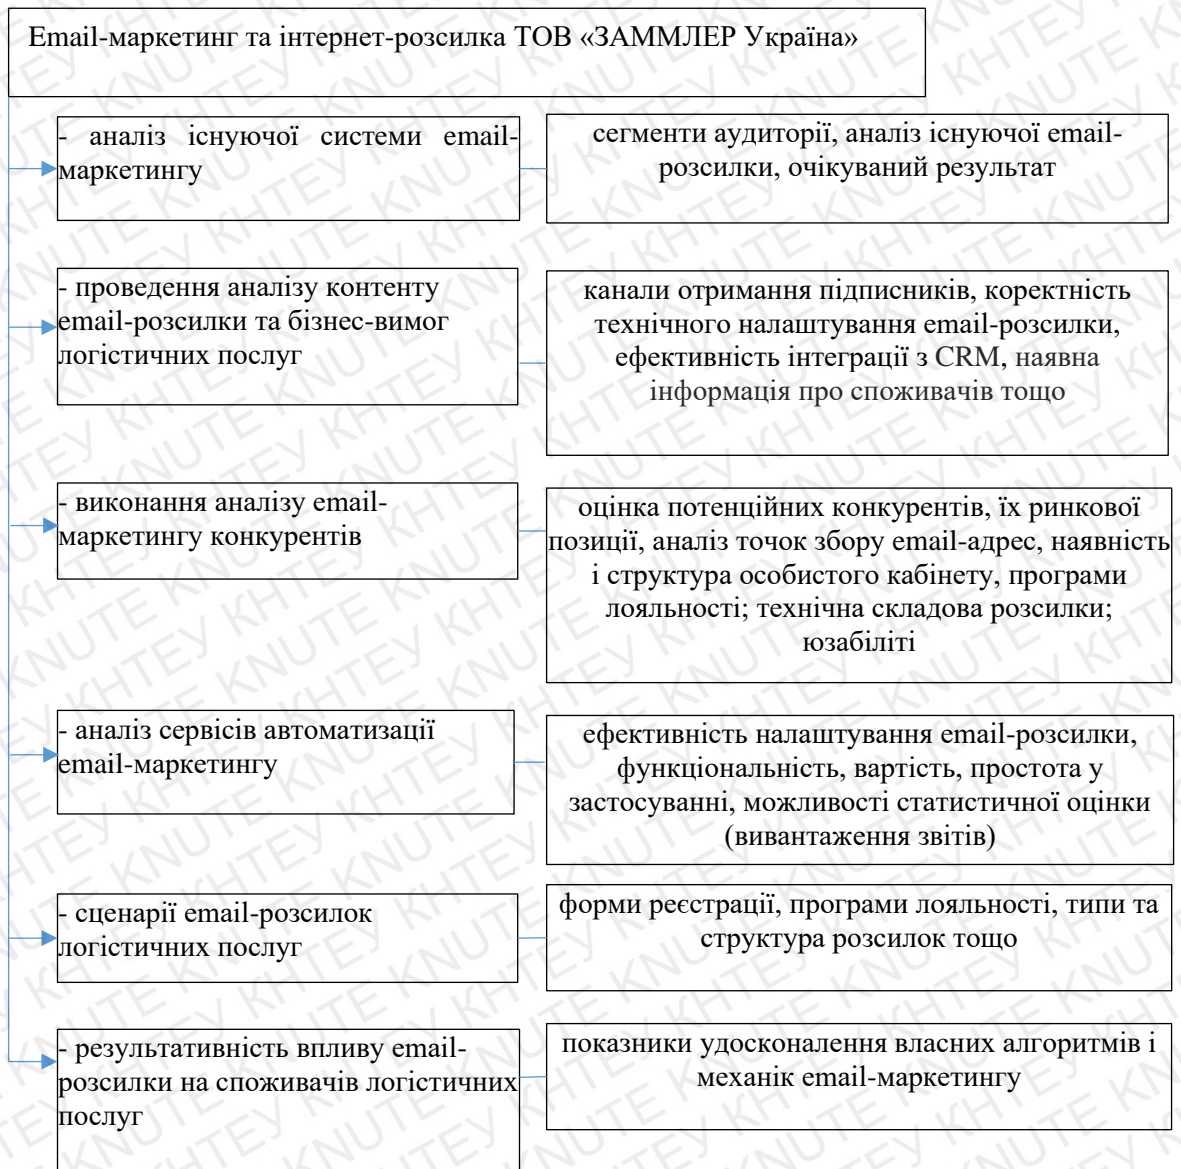 Email-маркетинг та інтернет-розсилка ТОВ «ЗАММЛЕР Україна»
- аналіз існуючої системи email-
маркетингу
сегменти аудиторії, аналіз існуючої email-
розсилки, очікуваний результат
- проведення аналізу контенту
email-розсилки та бізнес-вимог
логістичних послуг
канали отримання підписників, коректність
технічного налаштування email-розсилки,
ефективність інтеграції з CRM, наявна
інформація про споживачів тощо
- виконання аналізу email-
маркетингу конкурентів
оцінка потенційних конкурентів, їх ринкової
позиції, аналіз точок збору email-адрес, наявність
і структура особистого кабінету, програми
лояльності; технічна складова розсилки;
юзабіліті
- аналіз сервісів автоматизації
email-маркетингу
ефективність налаштування email-розсилки,
функціональність, вартість, простота у
застосуванні, можливості статистичної оцінки
(вивантаження звітів)
- сценарії email-розсилок
логістичних послуг
форми реєстрації, програми лояльності, типи та
структура розсилок тощо
- результативність впливу email-
розсилки на споживачів логістичних
послуг
показники удосконалення власних алгоритмів і
механік email-маркетингу